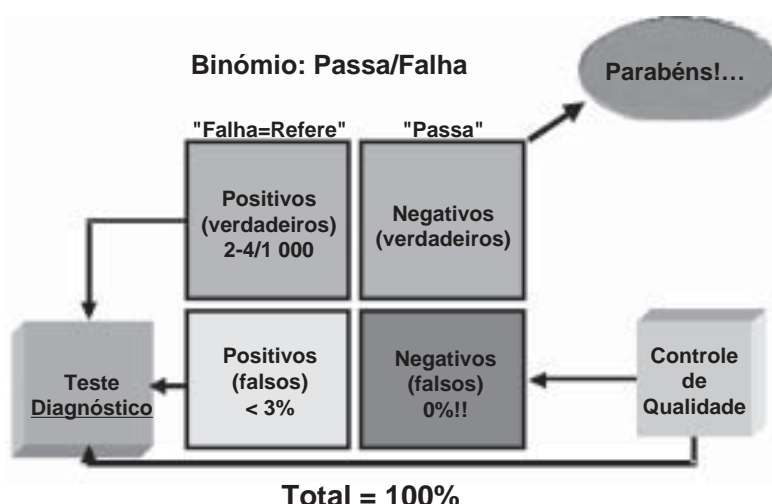 Binómio: Passa/Falha
Parabéns!...
"Falha=Refere"
"Passa"
Positivos
(verdadeiros)
2-4/1 000
Negativos
(verdadeiros)
Teste
Diagnóstico
Positivos
(falsos)
< 3%
Negativos
(falsos)
0%!!
Controle
de
Qualidade
Total = 100%